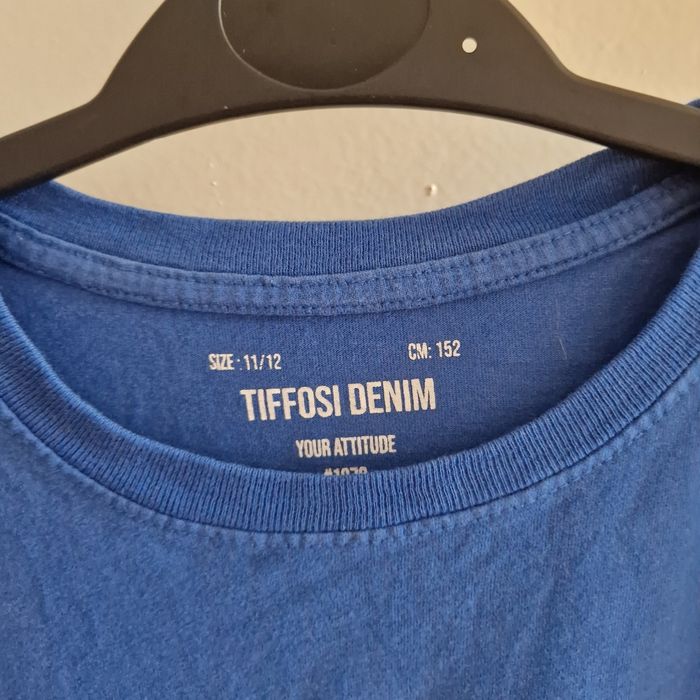 SIZE : 11/12 CM: 152
TIFFOSI DENIM
YOUR ATTITUDE